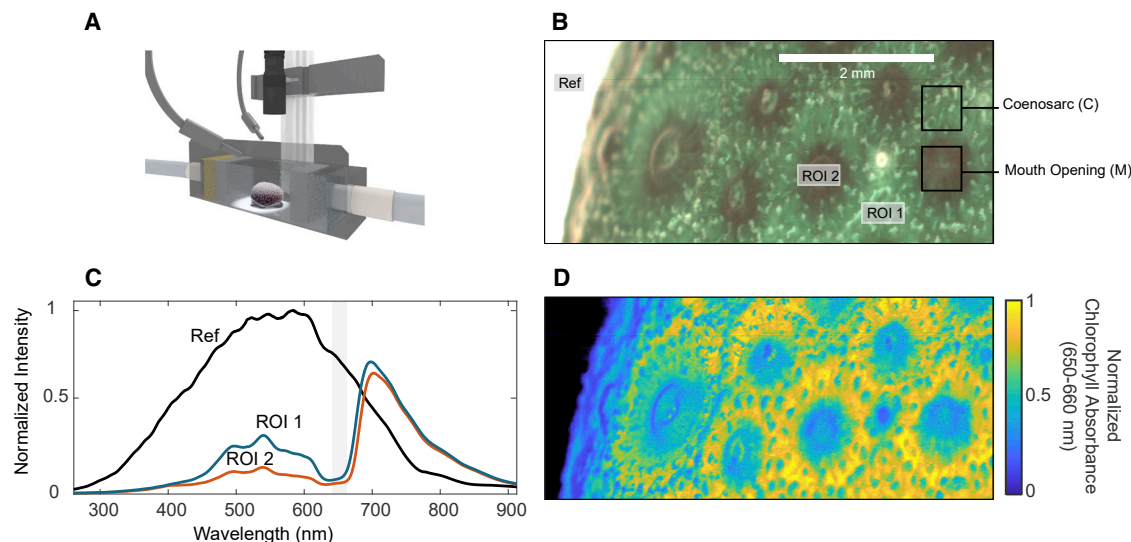 A
B
Ref
2 mm
Coenosarc (C)
ROI 2
Mouth Opening (M)
ROI 1
C
1
0.5
0
Normalized Intensity
Ref
ROI 1
ROI 2
300 400 500 600 700 800 900
Wavelength (nm)
D
1
0.5
0
Normalized
Chlorophyll Absorbance
(650-660 nm)